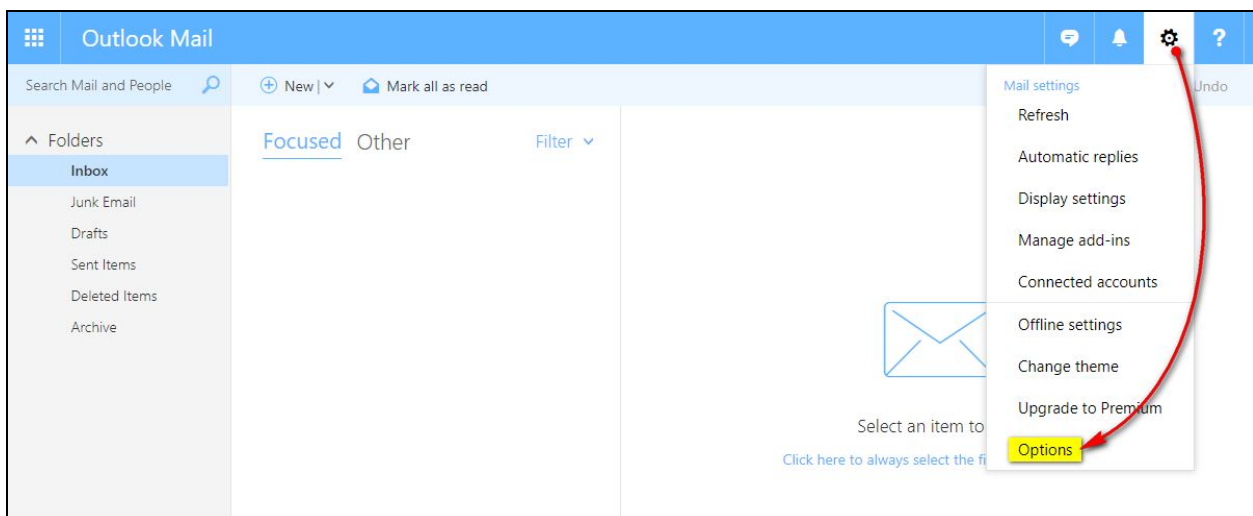 Outlook Mail
?
Search Mail and People
New
Mark all as read
Undo
Folders
Inbox
Junk Email
Drafts
Sent Items
Deleted Items
Archive
Focused Other
Filter
Select an item to
Click here to always select the fi
Mail settings
Refresh
Automatic replies
Display settings
Manage add-ins
Connected accounts
Offline settings
Change theme
Upgrade to Premium
Options